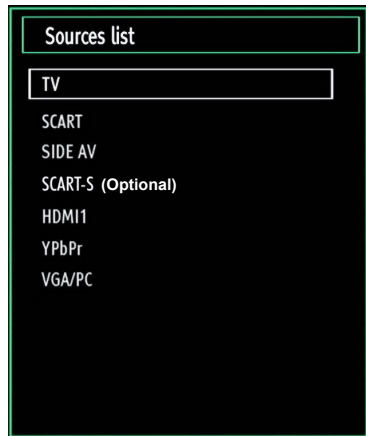 Sources list
TV
SCART
SIDE AV
SCART-S (Optional)
HDMI1
YPbPr
VGA/PC